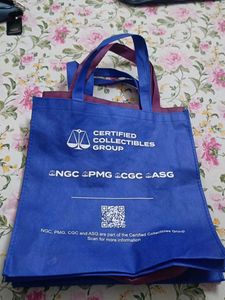 CERTIFIED
COLLECTIBLES
GROUP
NGC PMG CGC ASG
NGC, PMG, CGC and ASG are part of the Certified Collectibles Group
Scan for more information